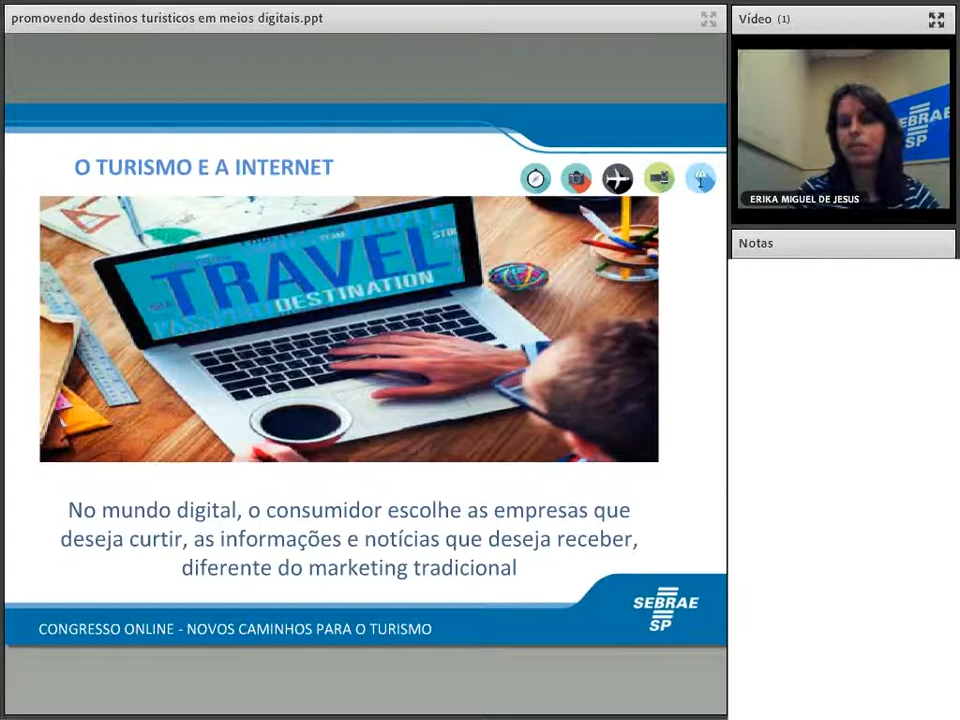 promovendo destinos turisticos em meios digitais.ppt
Vídeo (1)
EBRAE
SP
ERIKA MIGUEL DE JESUS
Notas
O TURISMO E A INTERNET
TRAVEL
DESTINATION
No mundo digital, o consumidor escolhe as empresas que
deseja curtir, as informações e notícias que deseja receber,
diferente do marketing tradicional
SEBRAE
SP
CONGRESSO ONLINE - NOVOS CAMINHOS PARA O TURISMO